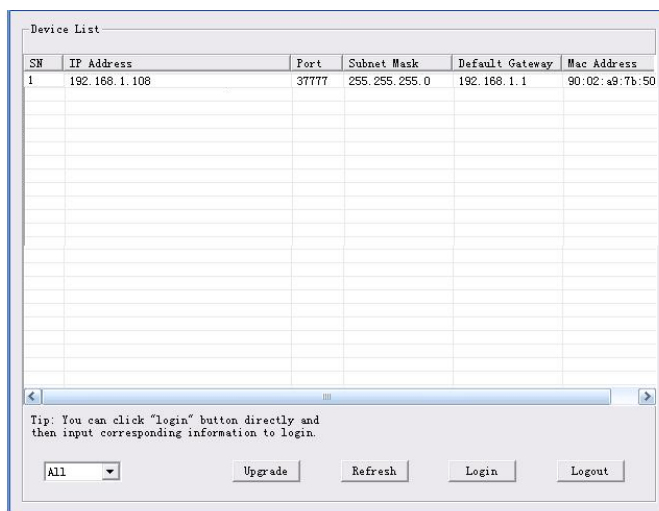 Device List
SN IP Address Port Subnet Mask Default Gateway Mac Address
1 192.168.1.108 37777 255.255.255.0 192.168.1.1 90:02:a9:7b:50
Tip: You can click "login" button directly and
then input corresponding information to login.
All Upgrade Refresh Login Logout